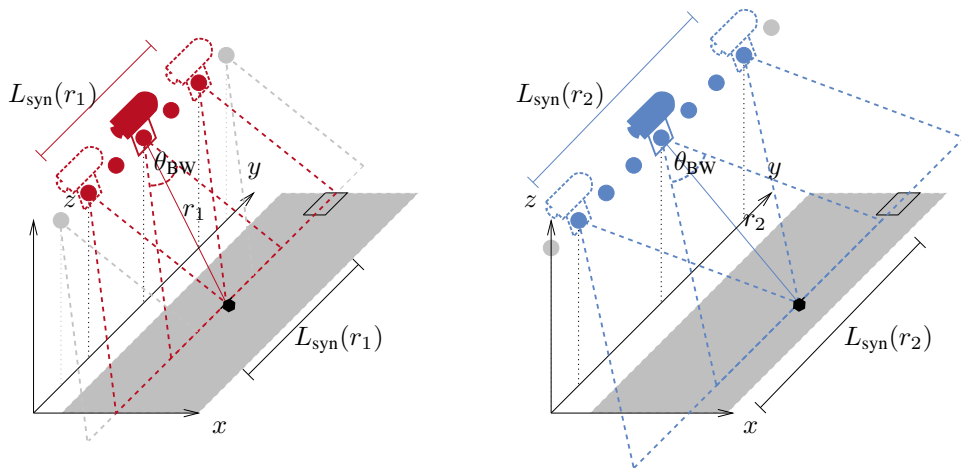 L_syn(r_1)
θ_BW
y
z
r_1
L_syn(r_1)
x
L_syn(r_2)
θ_BW
y
z
r_2
L_syn(r_2)
x